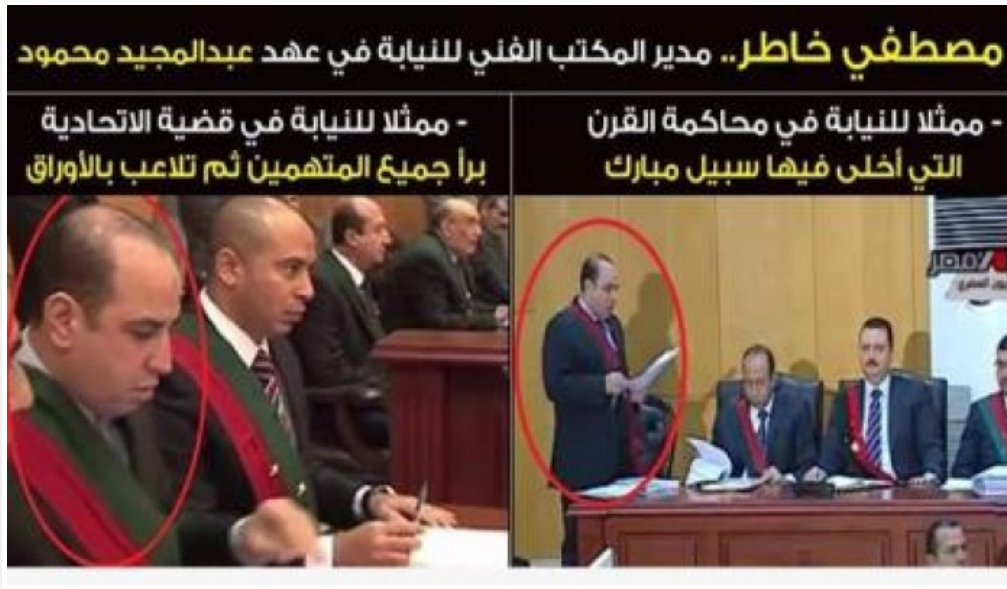 مصطفي خاطر.. مدير المكتب الفني للنيابة في عهد عبدالمجيد محمود
- ممثلا للنيابة في محاكمة القرن
التي أخلى فيها سبيل مبارك
- ممثلا للنيابة في قضية الاتحادية
برأ جميع المتهمين ثم تلاعب بالأوراق